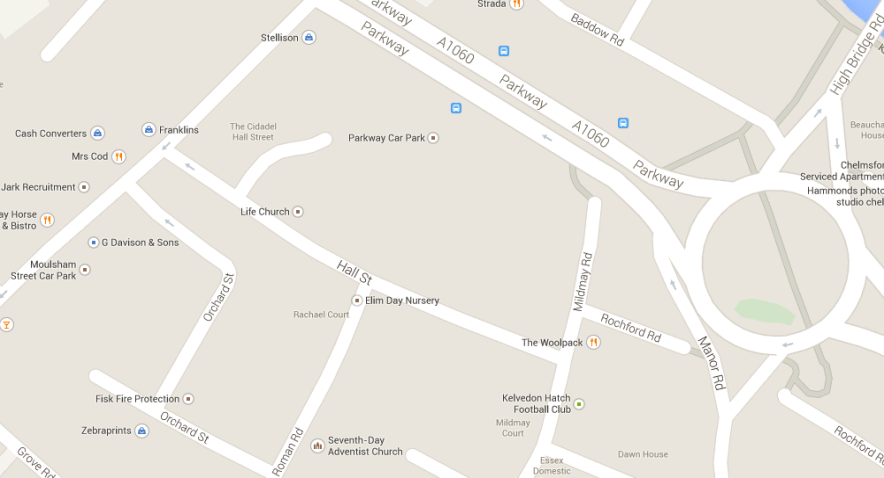 Strada
Parkway
Baddow Rd
High Bridge Rd
Stellison
Parkway
A1060
Parkway
Cash Converters
Franklins
The Cidadel
Hall Street
Parkway Car Park
A1060
Beaucha
House
Mrs Cod
Parkway
Chelmsfor
Serviced Apartment
Jark Recruitment
Hammonds photo
studio chel
Life Church
ay Horse
& Bistro
G Davison & Sons
Moulsham
Street Car Park
Hall St
Mildmay Rd
Orchard St
Elim Day Nursery
Rachael Court
Rochford Rd
The Woolpack
Manor Rd
Fisk Fire Protection
Kelvedon Hatch
Football Club
Zebraprints
Orchard St
Mildmay
Court
Roman Rd
Seventh-Day
Adventist Church
Rochford Rd
Grove Rd
Essex
Domestic
Dawn House